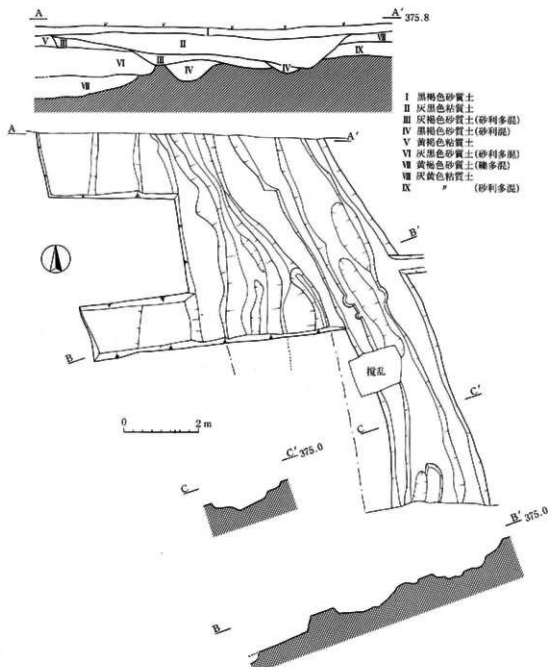 A A' 375.8
I
V III II VIII
VI III IV IV IX
VII
I 黒褐色砂質土
II 灰黒色粘質土
III 灰褐色砂質土(砂利多混)
IV 黒褐色砂質土(砂利混)
V 黄褐色粘質土
VI 灰黒色砂質土(砂利多混)
VII 黄褐色砂質土(礫多混)
VIII 灰黄色粘質土
IX 〃 (砂利多混)
A A'
B'
B
攪乱
C'
C
0 2 m
C' 375.0
C
B' 375.0
B